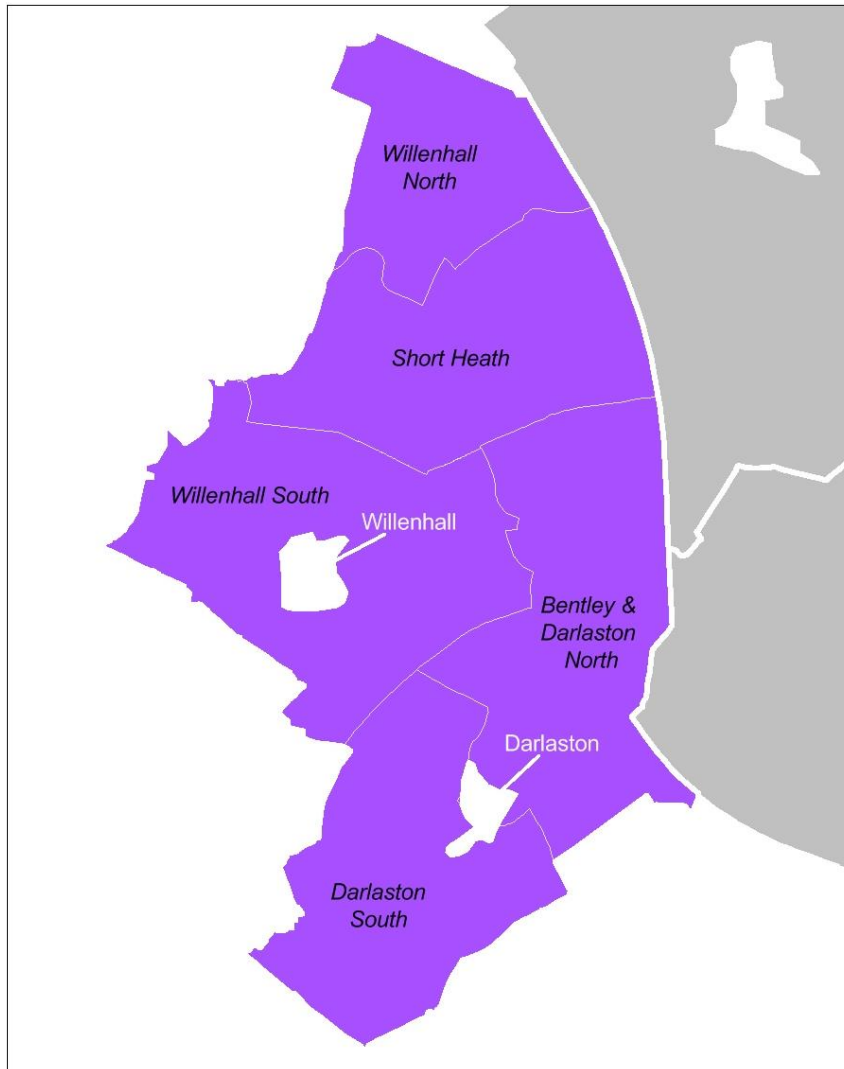 Willenhall
North
Short Heath
Willenhall South
Willenhall
Bentley &
Darlaston
North
Darlaston
Darlaston
South